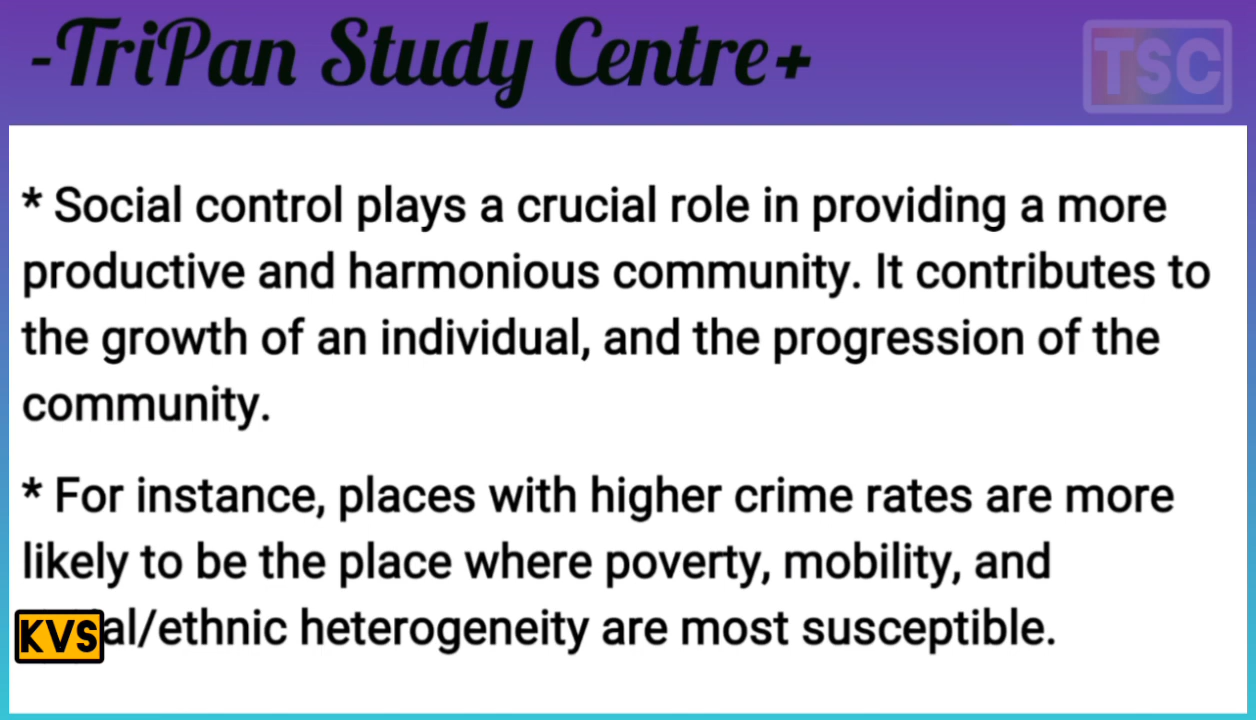 -TriPan Study Centre+
TSC
* Social control plays a crucial role in providing a more
productive and harmonious community. It contributes to
the growth of an individual, and the progression of the
community.
* For instance, places with higher crime rates are more
likely to be the place where poverty, mobility, and
KVS al/ethnic heterogeneity are most susceptible.